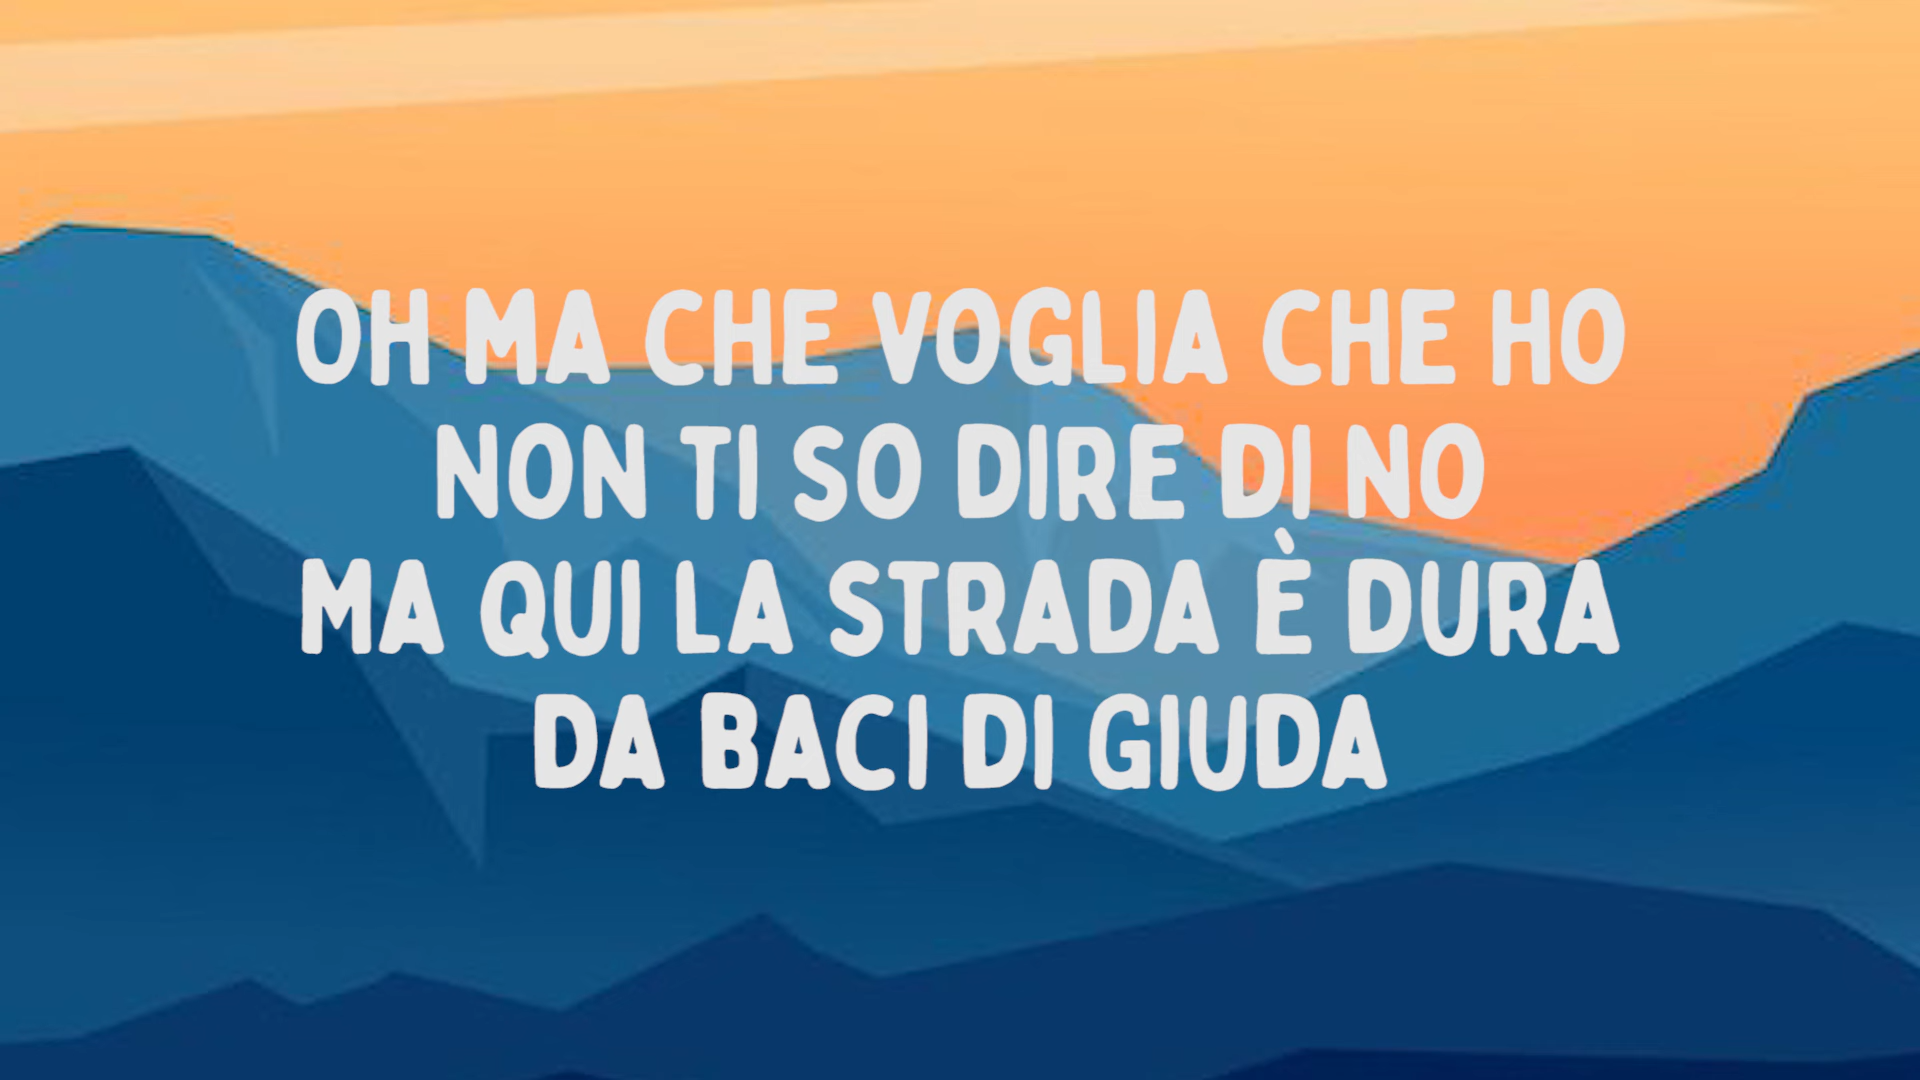 OH MA CHE VOGLIA CHE HO
NON TI SO DIRE DI NO
MA QUI LA STRADA È DURA
DA BACI DI GIUDA